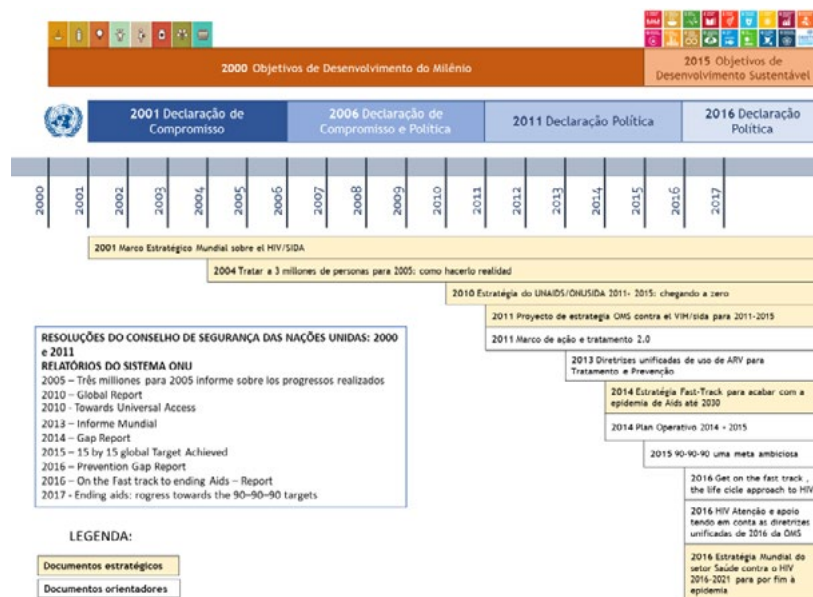 2000 Objetivos de Desenvolvimento do Milênio
2015 Objetivos de
Desenvolvimento Sustentável
2001 Declaração de
Compromisso
2006 Declaração de
Compromisso e Política
2011 Declaração Política
2016 Declaração
Política
2000
2001
2002
2003
2004
2005
2006
2007
2008
2009
2010
2011
2012
2013
2014
2015
2016
2017
2001 Marco Estratégico Mundial sobre el HIV/SIDA
2004 Tratar a 3 millones de personas para 2005: como hacerlo realidad
2010 Estratégia do UNAIDS/ONUSIDA 2011- 2015: chegando a zero
2011 Proyecto de estrategia OMS contra el VIH/sida para 2011-2015
2011 Marco de ação e tratamento 2.0
2013 Diretrizes unificadas de uso de ARV para
Tratamento e Prevenção
2014 Estratégia Fast-Track para acabar com a
epidemia de Aids até 2030
2014 Plan Operativo 2014 - 2015
2015 90-90-90 uma meta ambiciosa
2016 Get on the fast track ,
the life cicle approach to HIV
2016 HIV Atenção e apoio
tendo em conta as diretrizes
unificadas de 2016 da OMS
2016 Estratégia Mundial do
setor Saúde contra o HIV
2016-2021 para por fim à
epidemia
RESOLUÇÕES DO CONSELHO DE SEGURANÇA DAS NAÇÕES UNIDAS: 2000
e 2011
RELATÓRIOS DO SISTEMA ONU
2005 – Três milliones para 2005 informe sobre los progressos realizados
2010 – Global Report
2010 - Towards Universal Access
2013 – Informe Mundial
2014 – Gap Report
2015 – 15 by 15 global Target Achieved
2016 – Prevention Gap Report
2016 – On the Fast track to ending Aids – Report
2017 - Ending aids: rogress towards the 90–90–90 targets
LEGENDA:
Documentos estratégicos
Documentos orientadores